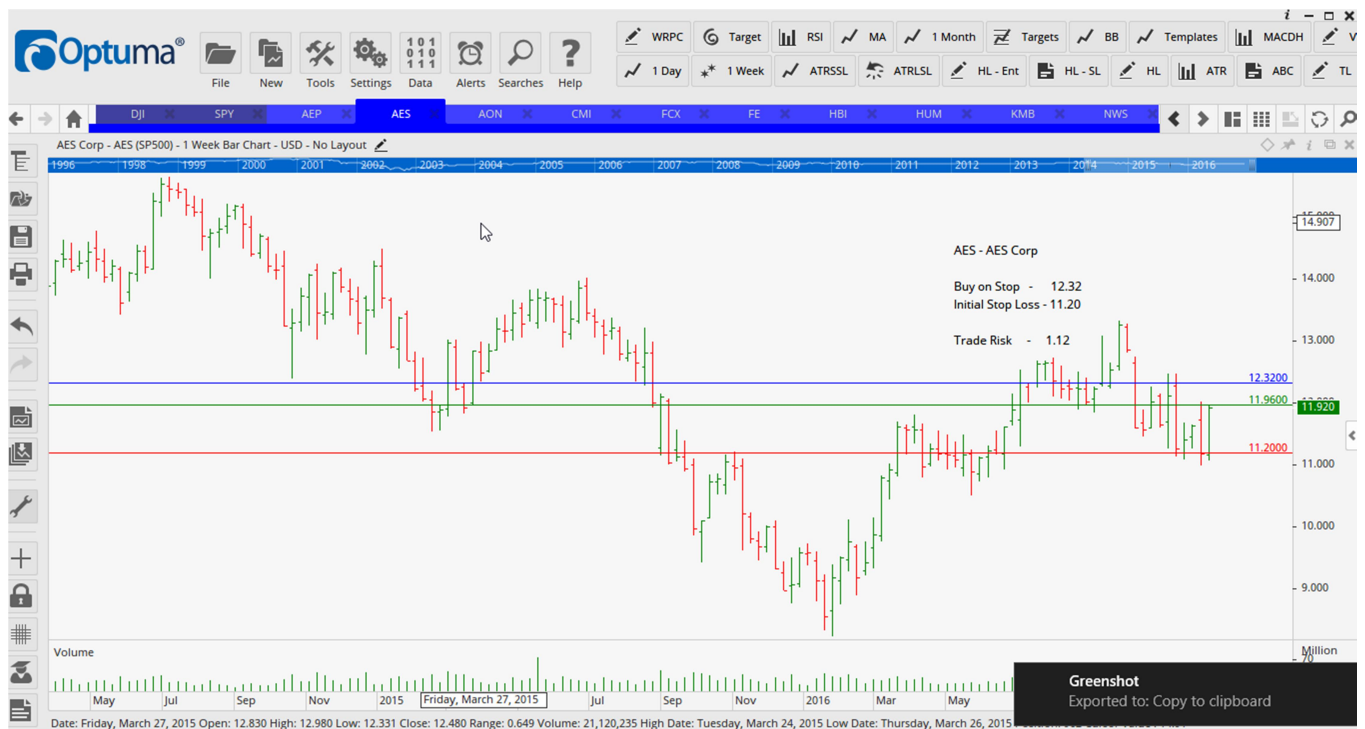 Optuma®
File New Tools Settings Data Alerts Searches Help
WRPC Target RSI MA 1 Month Targets BB Templates MACDH V
1 Day 1 Week ATRSSL ATRLSL HL - Ent HL - SL HL ATR ABC TL
DJI SPY AEP AES AON CMI FCX FE HBI HUM KMB NWS
AES Corp - AES (SP500) - 1 Week Bar Chart - USD - No Layout
1996 1998 1999 2000 2001 2002 2003 2004 2005 2006 2007 2008 2009 2010 2011 2012 2013 2014 2015 2016
14.907
AES - AES Corp
14.000
Buy on Stop - 12.32
Initial Stop Loss - 11.20
Trade Risk - 1.12
13.000
12.3200
11.9600
11.920
11.2000
11.000
10.000
9.000
Volume
Million
70
May Jul Sep Nov 2015 Friday, March 27, 2015 Jul Sep Nov 2016 Mar May
Date: Friday, March 27, 2015 Open: 12.830 High: 12.980 Low: 12.331 Close: 12.480 Range: 0.649 Volume: 21,120,235 High Date: Tuesday, March 24, 2015 Low Date: Thursday, March 26, 2015
Greenshot
Exported to: Copy to clipboard